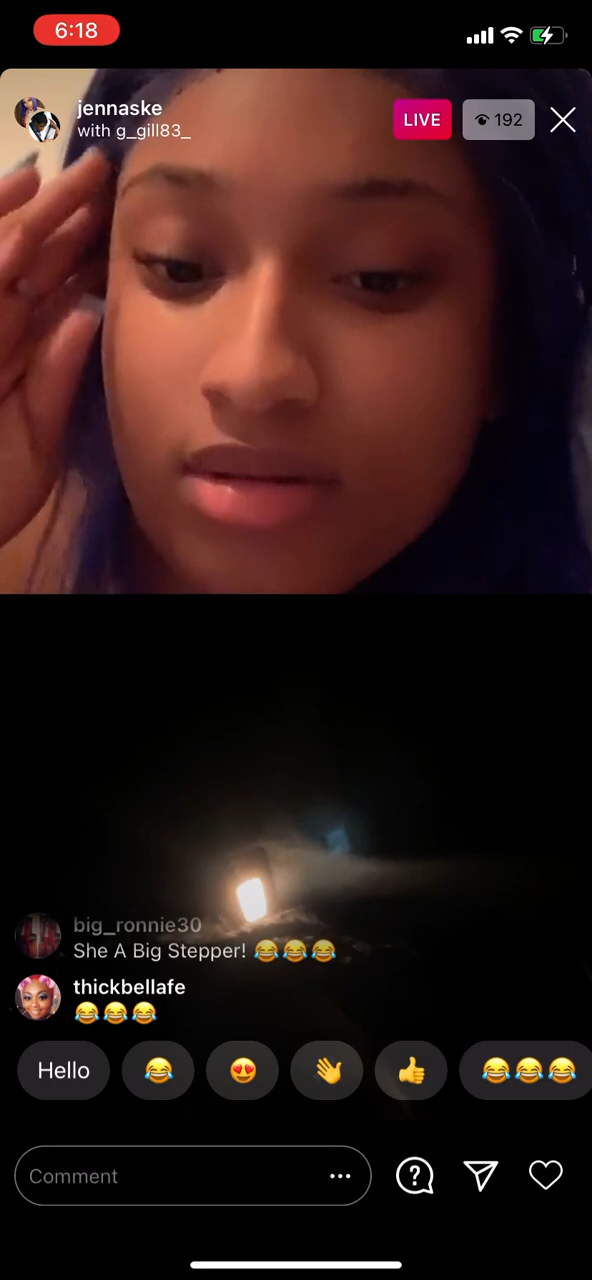 6:18
jennaske
with g_gill83_
LIVE
192
big_ronnie30
She A Big Stepper! 😂😂😂
thickbellafe
😂😂😂
Hello 😂 😍 👋 👍 😂😂😂
Comment